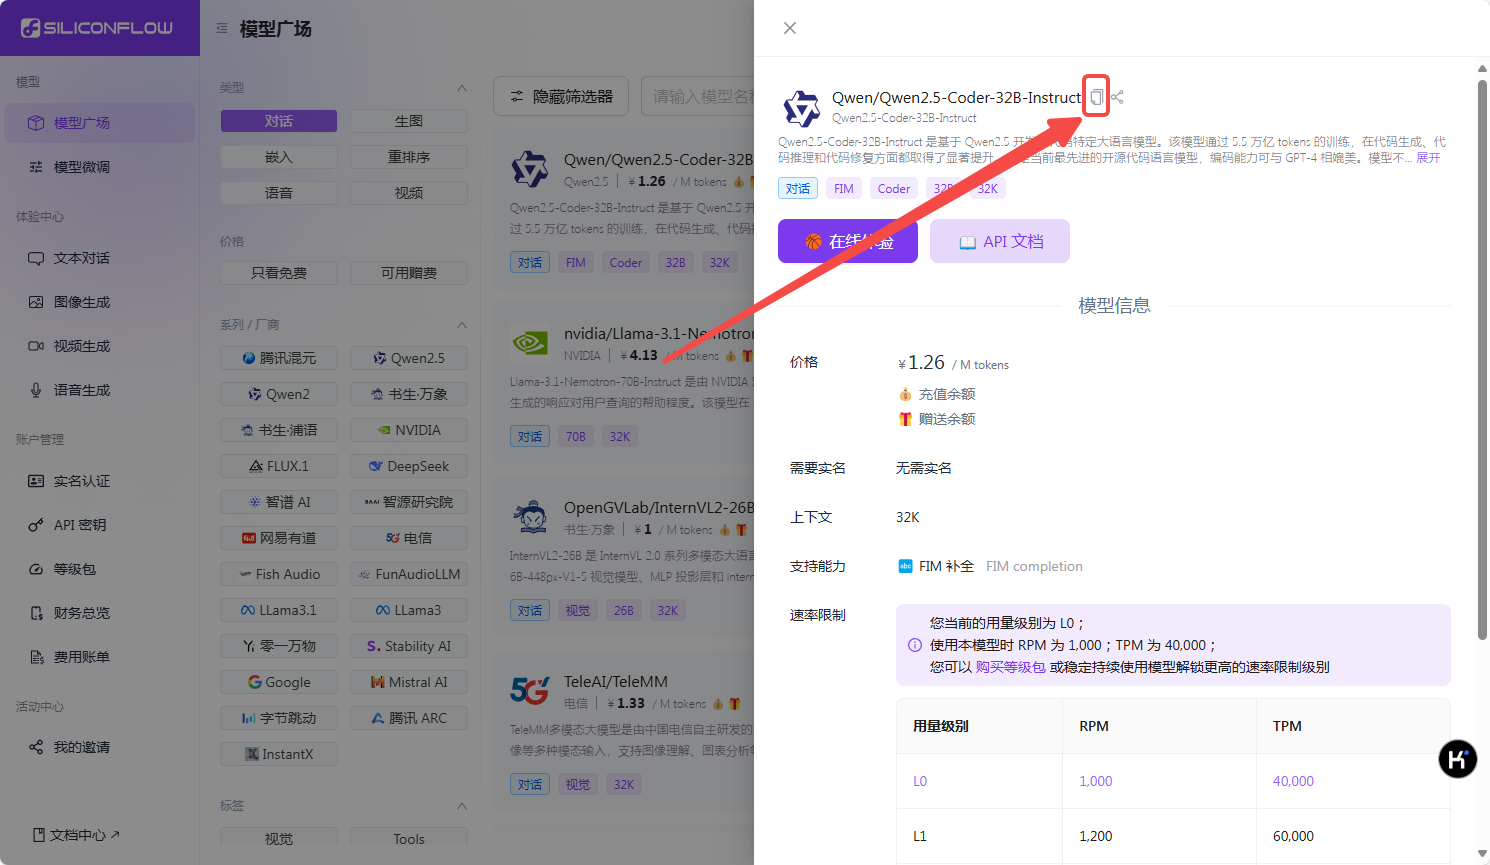 SILICONFLOW
模型
模型广场
模型微调
体验中心
文本对话
图像生成
视频生成
语音生成
账户管理
实名认证
API 密钥
等级包
财务总览
费用账单
活动中心
我的邀请
文档中心
模型广场
类型
对话
生图
嵌入
重排序
语音
视频
价格
只看免费
可用赠费
系列 / 厂商
腾讯混元
Qwen2.5
Qwen2
书生·万象
书生·浦语
NVIDIA
FLUX.1
DeepSeek
智谱 AI
BAAI 智源研究院
网易有道
5G 电信
Fish Audio
FunAudioLLM
LLama3.1
LLama3
零一万物
S. Stability AI
Google
Mistral AI
字节跳动
腾讯 ARC
InstantX
标签
视觉
Tools
隐藏筛选器
请输入模型名
Qwen/Qwen2.5-Coder-32B
Qwen2.5 | ¥ 1.26 / M tokens
Qwen2.5-Coder-32B-Instruct 是基于 Qwen2.5 开
过 5.5 万亿 tokens 的训练，在代码生成、代码
对话 FIM Coder 32B 32K
nvidia/Llama-3.1-Nemotron
NVIDIA | ¥ 4.13 / M tokens
Llama-3.1-Nemotron-70B-Instruct 是由 NVIDIA
生成的响应对用户查询的帮助程度。该模型在
对话 70B 32K
OpenGVLab/InternVL2-26B
书生·万象 | ¥ 1 / M tokens
InternVL2-26B 是 InternVL 2.0 系列多模态大语言
6B-448px-V1-5 视觉模型、MLP 投影层和 intern
对话 视觉 26B 32K
5G
TeleAI/TeleMM
电信 | ¥ 1.33 / M tokens
TeleMM多模态大模型是由中国电信自主研发的
像等多种模态输入，支持图像理解、图表分析等
对话 视觉 32K
Qwen/Qwen2.5-Coder-32B-Instruct
Qwen2.5-Coder-32B-Instruct
Qwen2.5-Coder-32B-Instruct 是基于 Qwen2.5 开发的代码特定大语言模型。该模型通过 5.5 万亿 tokens 的训练，在代码生成、代
码推理和代码修复方面都取得了显著提升。它是当前最先进的开源代码语言模型，编码能力可与 GPT-4 相媲美。模型不... 展开
对话 FIM Coder 32B 32K
在线体验
API 文档
模型信息
价格
¥ 1.26 / M tokens
充值余额
赠送余额
需要实名
无需实名
上下文
32K
支持能力
abc FIM 补全 FIM completion
速率限制
您当前的用量级别为 L0；
使用本模型时 RPM 为 1,000；TPM 为 40,000；
您可以 购买等级包 或稳定持续使用模型解锁更高的速率限制级别
用量级别 RPM TPM
L0 1,000 40,000
L1 1,200 60,000